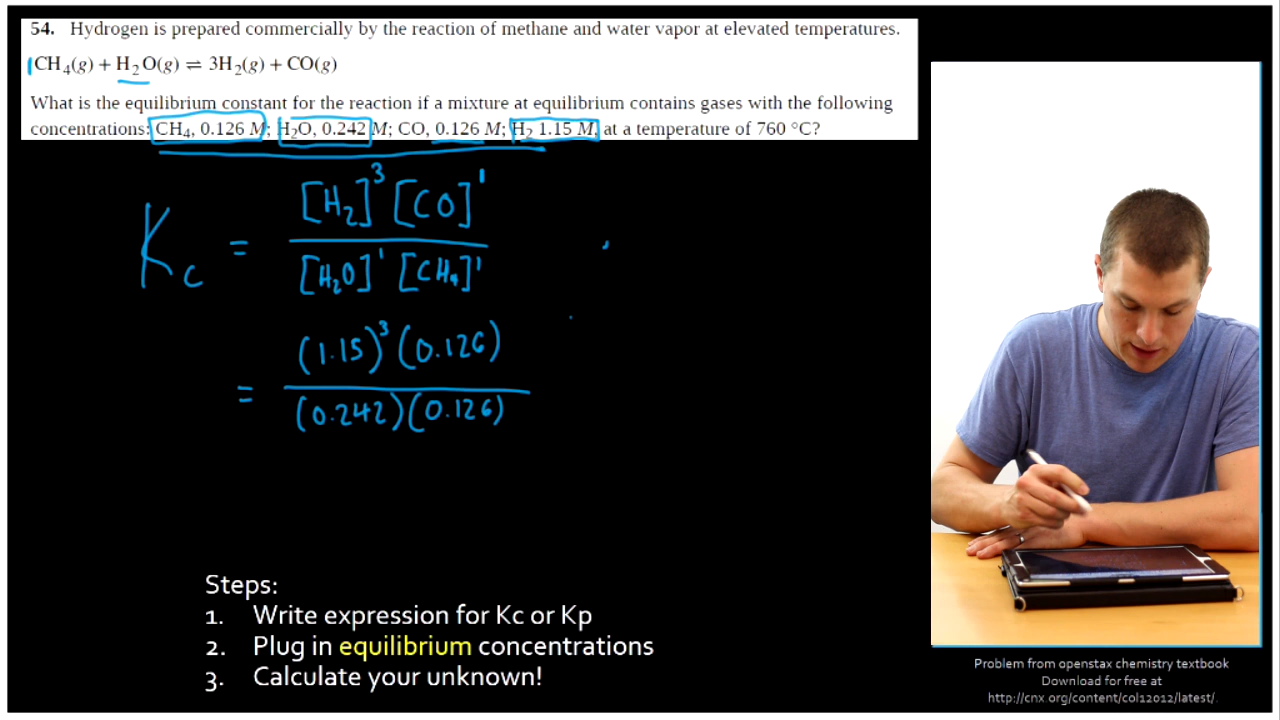 54. Hydrogen is prepared commercially by the reaction of methane and water vapor at elevated temperatures.
CH₄(g) + H₂O(g) ⇌ 3H₂(g) + CO(g)
What is the equilibrium constant for the reaction if a mixture at equilibrium contains gases with the following
concentrations: CH₄, 0.126 M; H₂O, 0.242 M; CO, 0.126 M; H₂ 1.15 M, at a temperature of 760 °C?
Kc = [H₂]³ [CO]¹ / [H₂O]¹ [CH₄]¹
= (1.15)³ (0.126) / (0.242)(0.126)
Steps:
1. Write expression for Kc or Kp
2. Plug in equilibrium concentrations
3. Calculate your unknown!
Problem from openstax chemistry textbook
Download for free at
http://cnx.org/content/col12012/latest/.